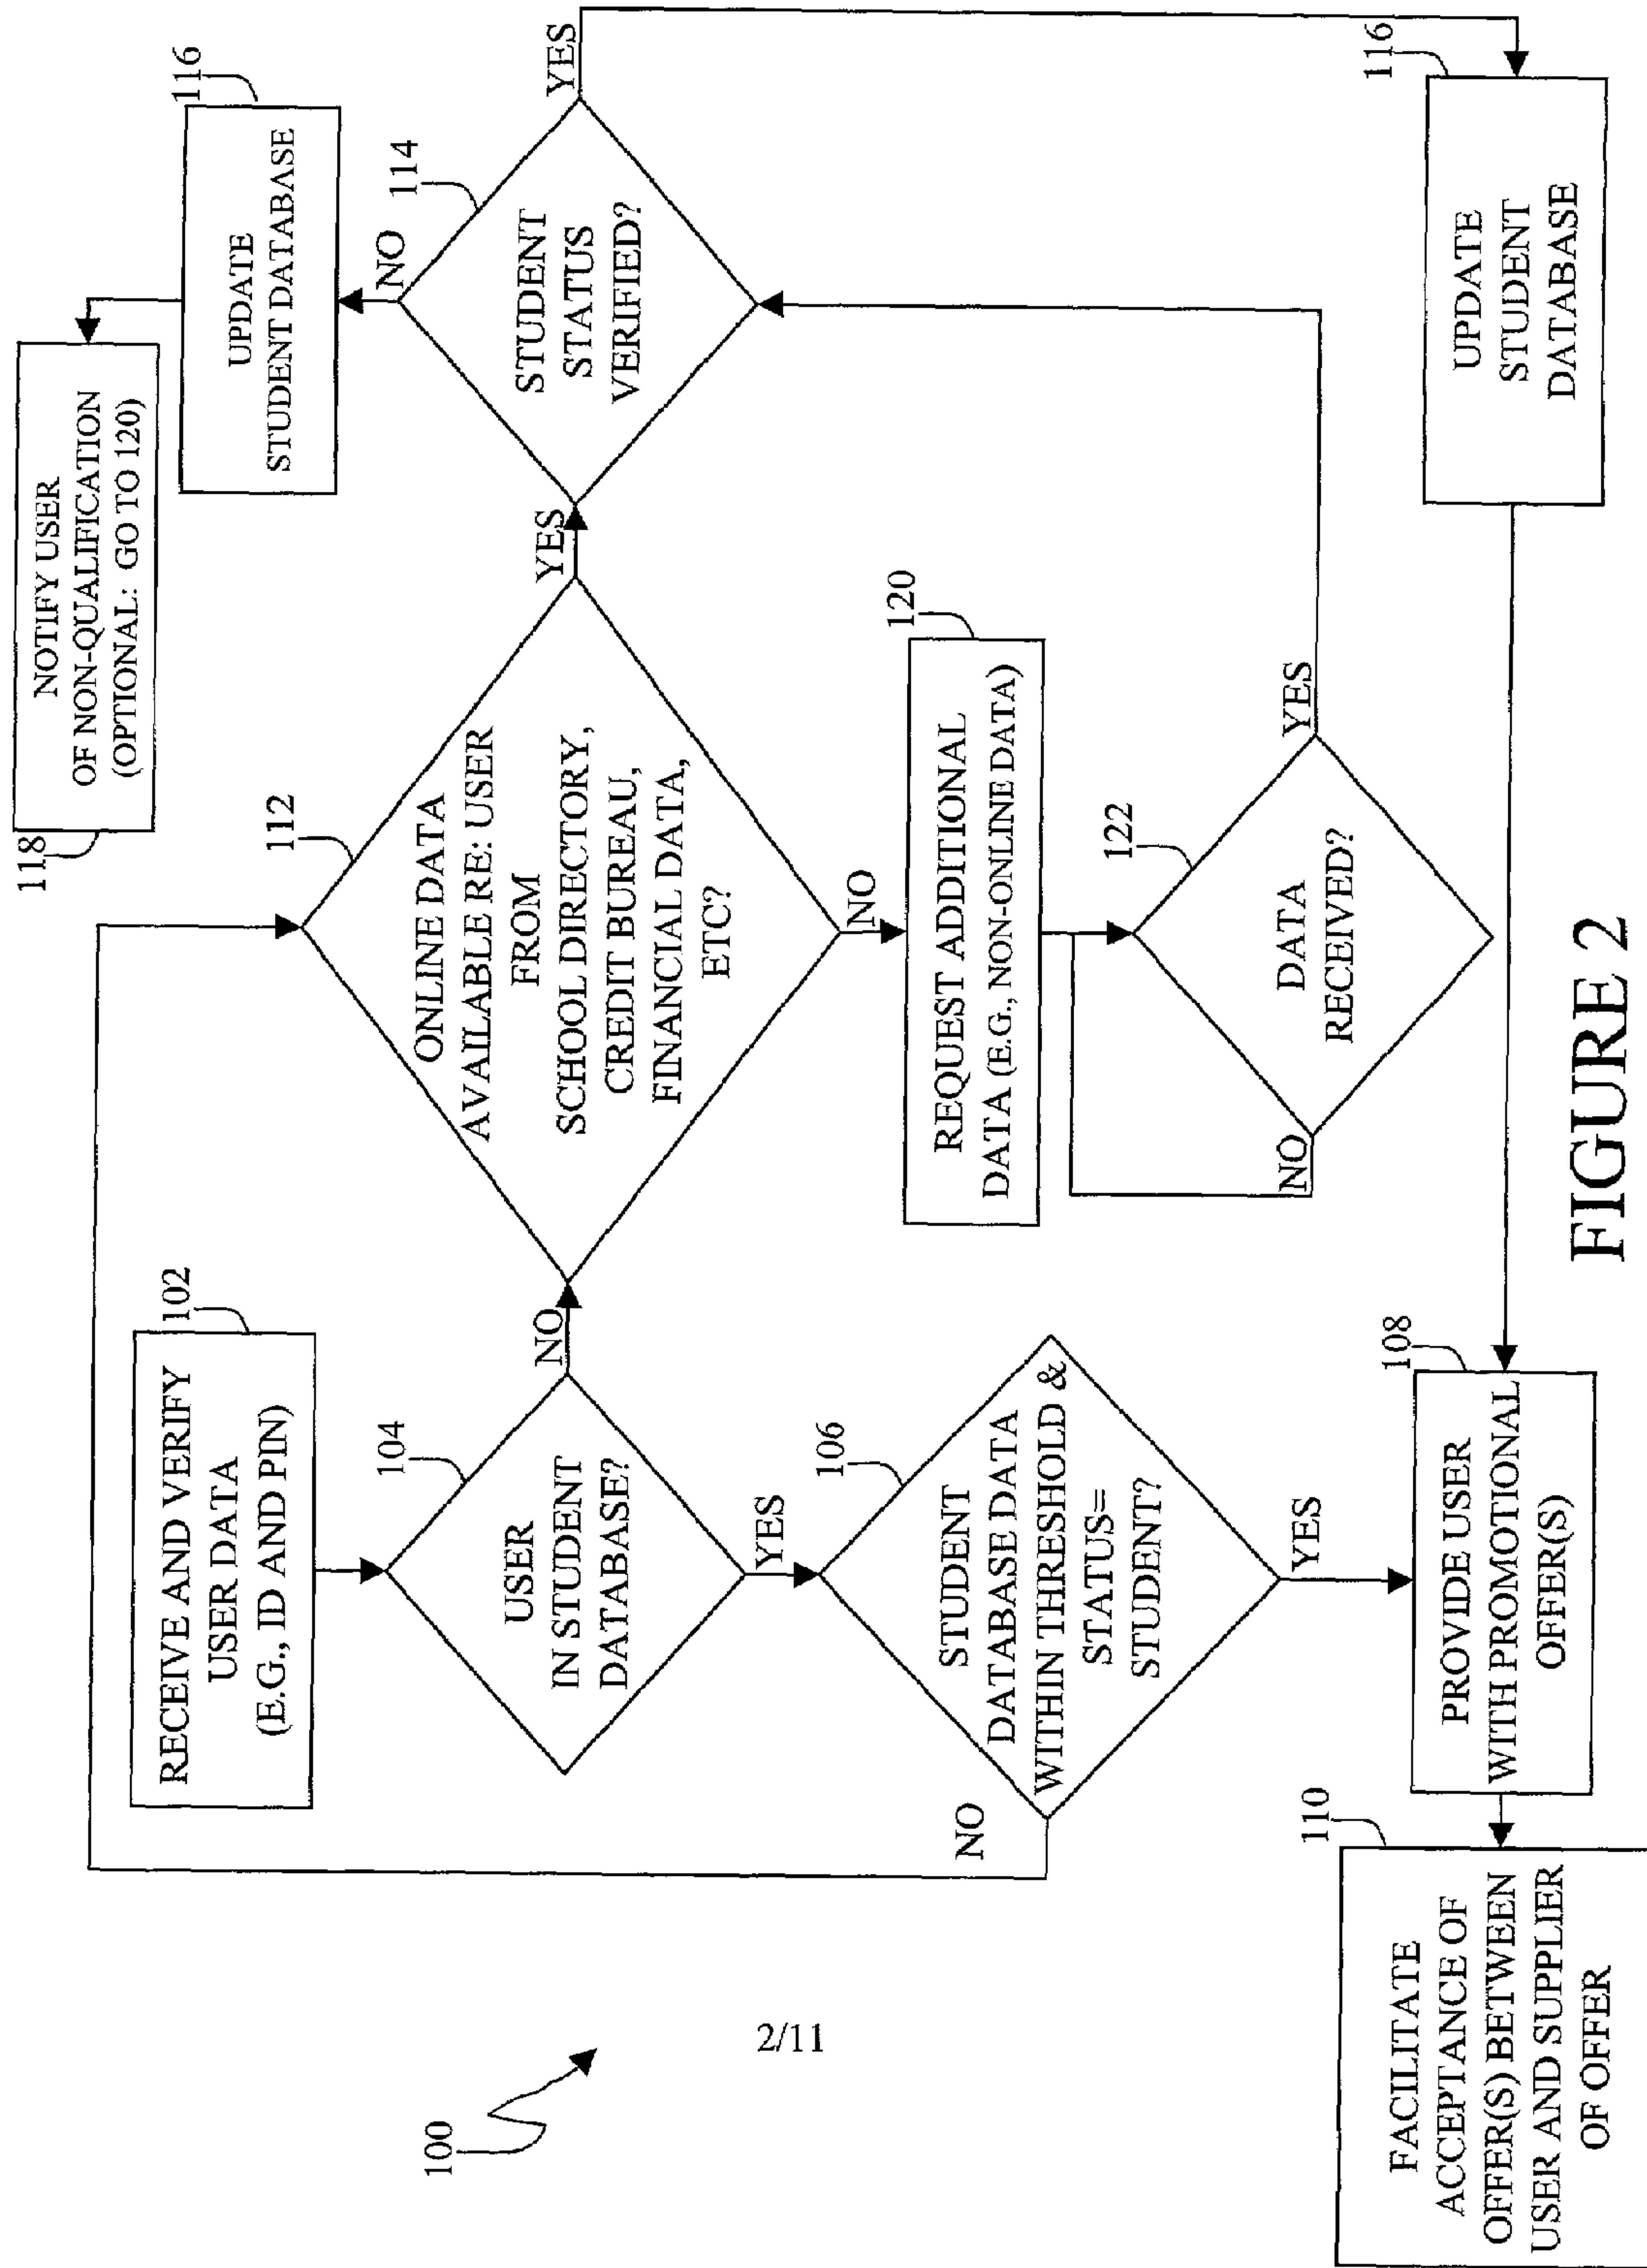 100
102
RECEIVE AND VERIFY
USER DATA
(E.G., ID AND PIN)
104
USER
IN STUDENT
DATABASE?
NO
YES
106
STUDENT
DATABASE DATA
WITHIN THRESHOLD &
STATUS=
STUDENT?
NO
YES
108
PROVIDE USER
WITH PROMOTIONAL
OFFER(S)
110
FACILITATE
ACCEPTANCE OF
OFFER(S) BETWEEN
USER AND SUPPLIER
OF OFFER
112
ONLINE DATA
AVAILABLE RE: USER
FROM
SCHOOL DIRECTORY,
CREDIT BUREAU,
FINANCIAL DATA,
ETC?
YES
NO
114
STUDENT
STATUS
VERIFIED?
NO
YES
116
UPDATE
STUDENT DATABASE
118
NOTIFY USER
OF NON-QUALIFICATION
(OPTIONAL: GO TO 120)
120
REQUEST ADDITIONAL
DATA (E.G., NON-ONLINE DATA)
122
DATA
RECEIVED?
NO
YES
116
UPDATE
STUDENT
DATABASE
FIGURE 2
2/11